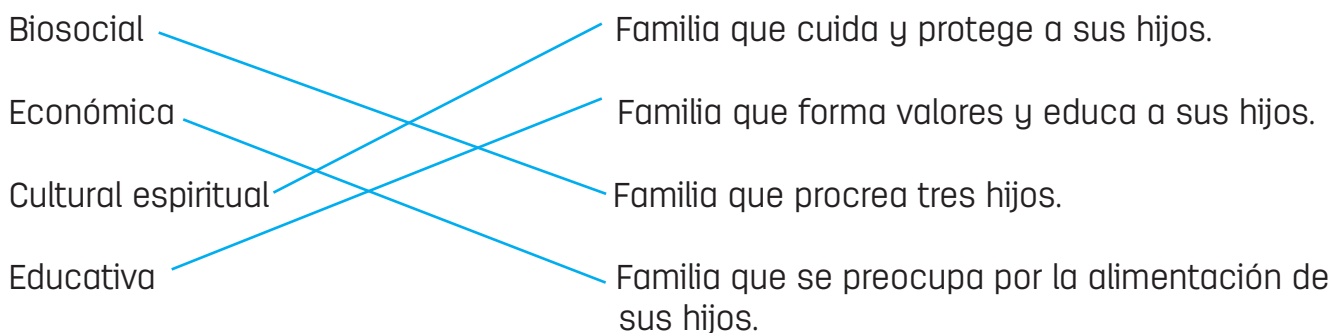 Biosocial Familia que cuida y protege a sus hijos.
Económica Familia que forma valores y educa a sus hijos.
Cultural espiritual Familia que procrea tres hijos.
Educativa Familia que se preocupa por la alimentación de
sus hijos.